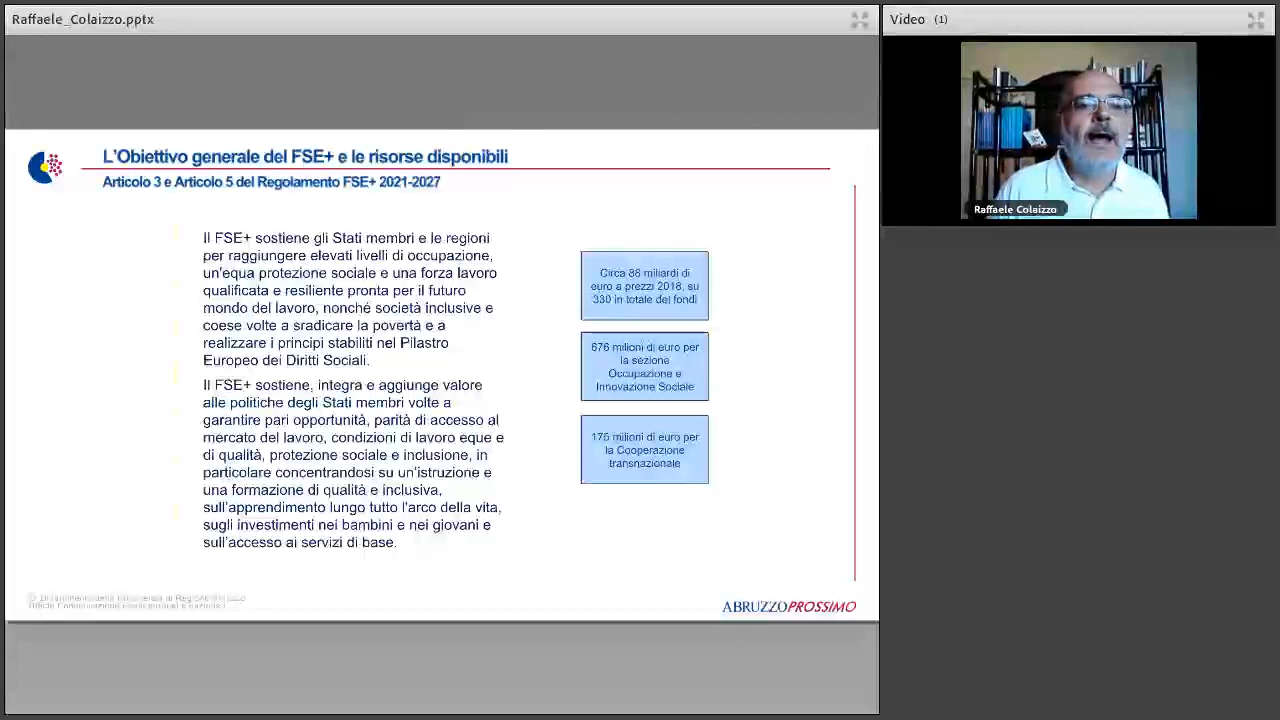 Raffaele_Colaizzo.pptx
Video (1)
Raffaele Colaizzo
L'Obiettivo generale del FSE+ e le risorse disponibili
Articolo 3 e Articolo 5 del Regolamento FSE+ 2021-2027
Il FSE+ sostiene gli Stati membri e le regioni
per raggiungere elevati livelli di occupazione,
un'equa protezione sociale e una forza lavoro
qualificata e resiliente pronta per il futuro
mondo del lavoro, nonché società inclusive e
coese volte a sradicare la povertà e a
realizzare i principi stabiliti nel Pilastro
Europeo dei Diritti Sociali.
Il FSE+ sostiene, integra e aggiunge valore
alle politiche degli Stati membri volte a
garantire pari opportunità, parità di accesso al
mercato del lavoro, condizioni di lavoro eque e
di qualità, protezione sociale e inclusione, in
particolare concentrandosi su un'istruzione e
una formazione di qualità e inclusiva,
sull'apprendimento lungo tutto l'arco della vita,
sugli investimenti nei bambini e nei giovani e
sull'accesso ai servizi di base.
Circa 88 miliardi di
euro a prezzi 2018, su
330 in totale dei fondi
676 milioni di euro per
la sezione
Occupazione e
Innovazione Sociale
175 milioni di euro per
la Cooperazione
transnazionale
ABRUZZOPROSSIMO